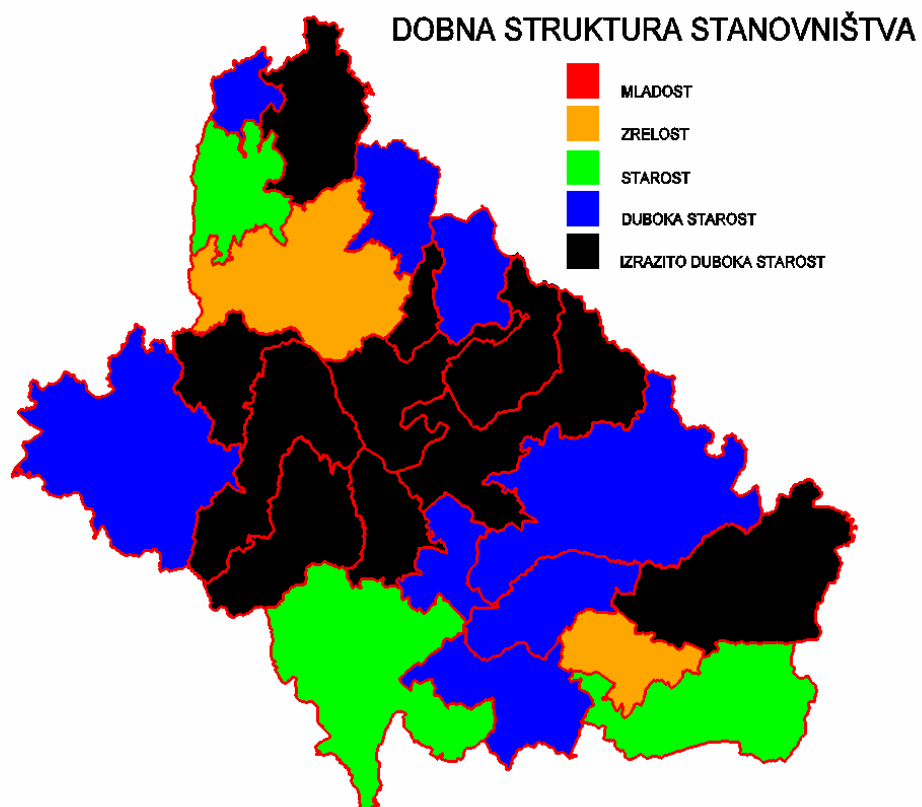 DOBNA STRUKTURA STANOVNIŠTVA
MLADOST
ZRELOST
STAROST
DUBOKA STAROST
IZRAZITO DUBOKA STAROST